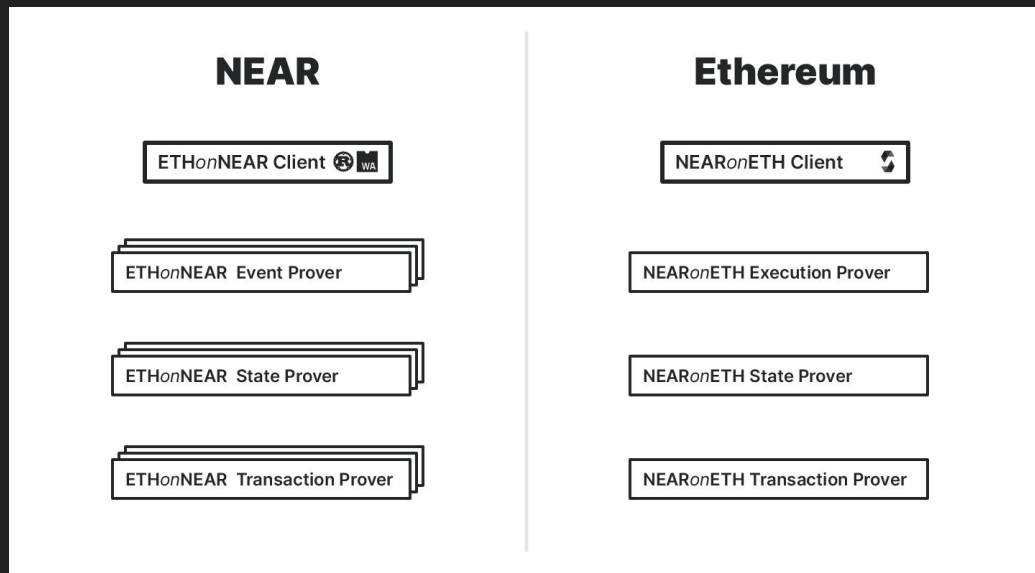 NEAR
ETHonNEAR Client R WA
ETHonNEAR Event Prover
ETHonNEAR State Prover
ETHonNEAR Transaction Prover
Ethereum
NEARonETH Client
NEARonETH Execution Prover
NEARonETH State Prover
NEARonETH Transaction Prover